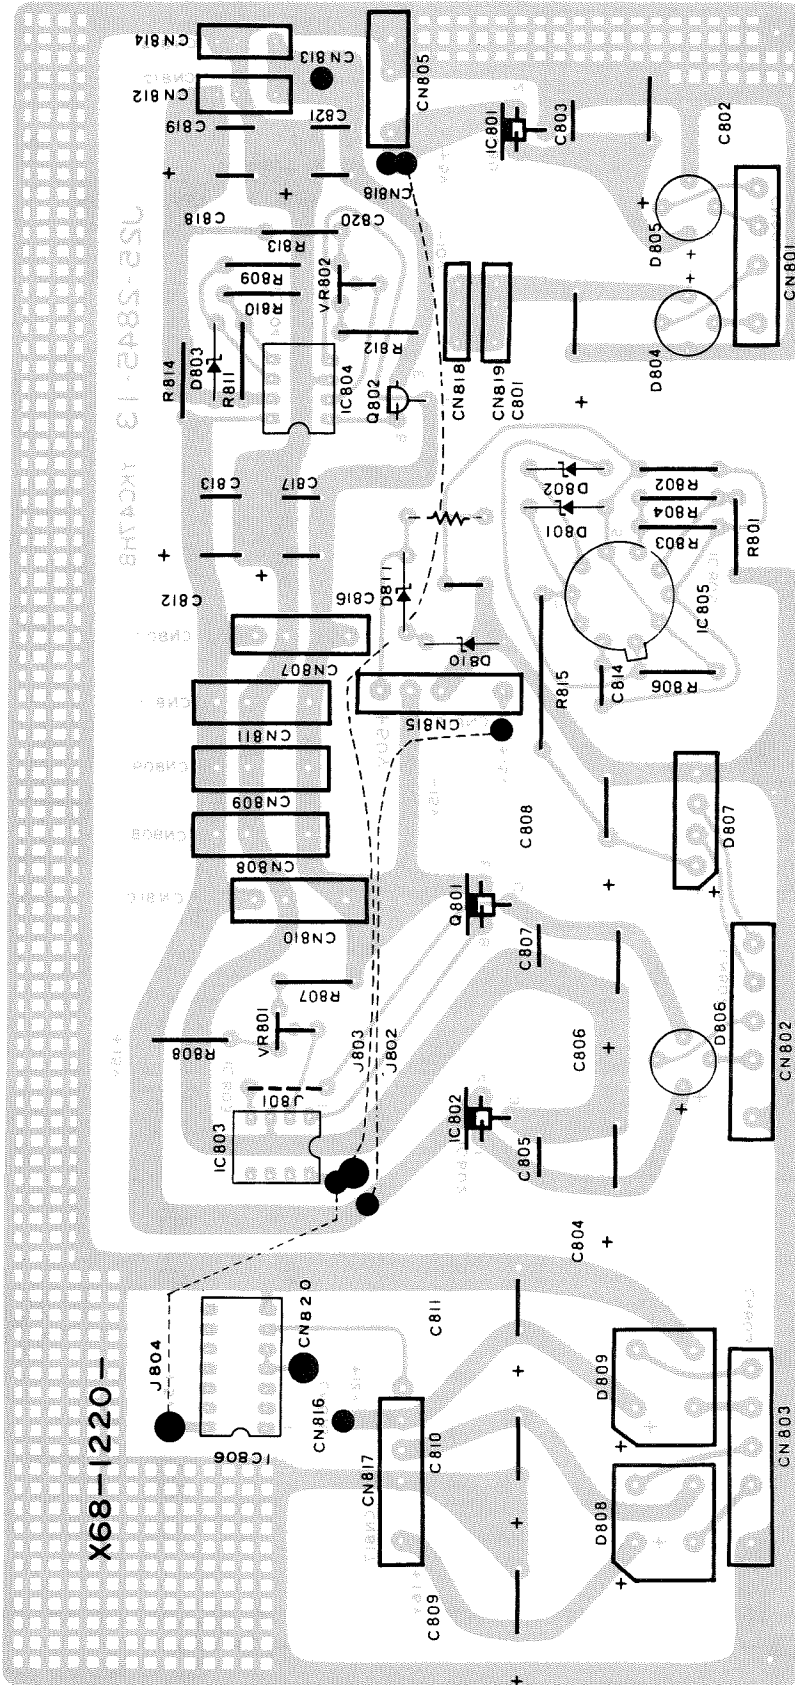 CN814
CN813
CN805
CN812
C819
C821
IC801
C803
C802
+
CN818
+
+
C818
C820
R813
D805
CN801
R809
VR802
+
R810
+
R814
D803
R811
R812
IC804
Q802
CN818
CN819
C801
D804
+
J25-2845-13
TKC47HB
C813
C817
D802
R802
R804
D801
R803
R801
+
+
C812
C816
D811
IC805
CN807
D810
R815
C814
R806
CN811
CN815
CN809
C808
D807
CN808
+
+
CN810
Q801
C807
R807
VR801
J803
J802
D806
R808
C806
+
CN802
J801
IC803
IC802
C805
+
C804
+
J804
CN820
C811
D809
+
CN816
CN817
C810
+
IC806
CN803
X68-1220-
D808
+
+
C809
+